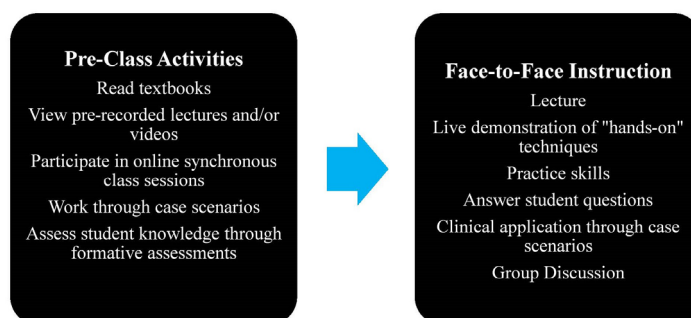 Pre-Class Activities
Read textbooks
View pre-recorded lectures and/or
videos
Participate in online synchronous
class sessions
Work through case scenarios
Assess student knowledge through
formative assessments
Face-to-Face Instruction
Lecture
Live demonstration of "hands-on"
techniques
Practice skills
Answer student questions
Clinical application through case
scenarios
Group Discussion